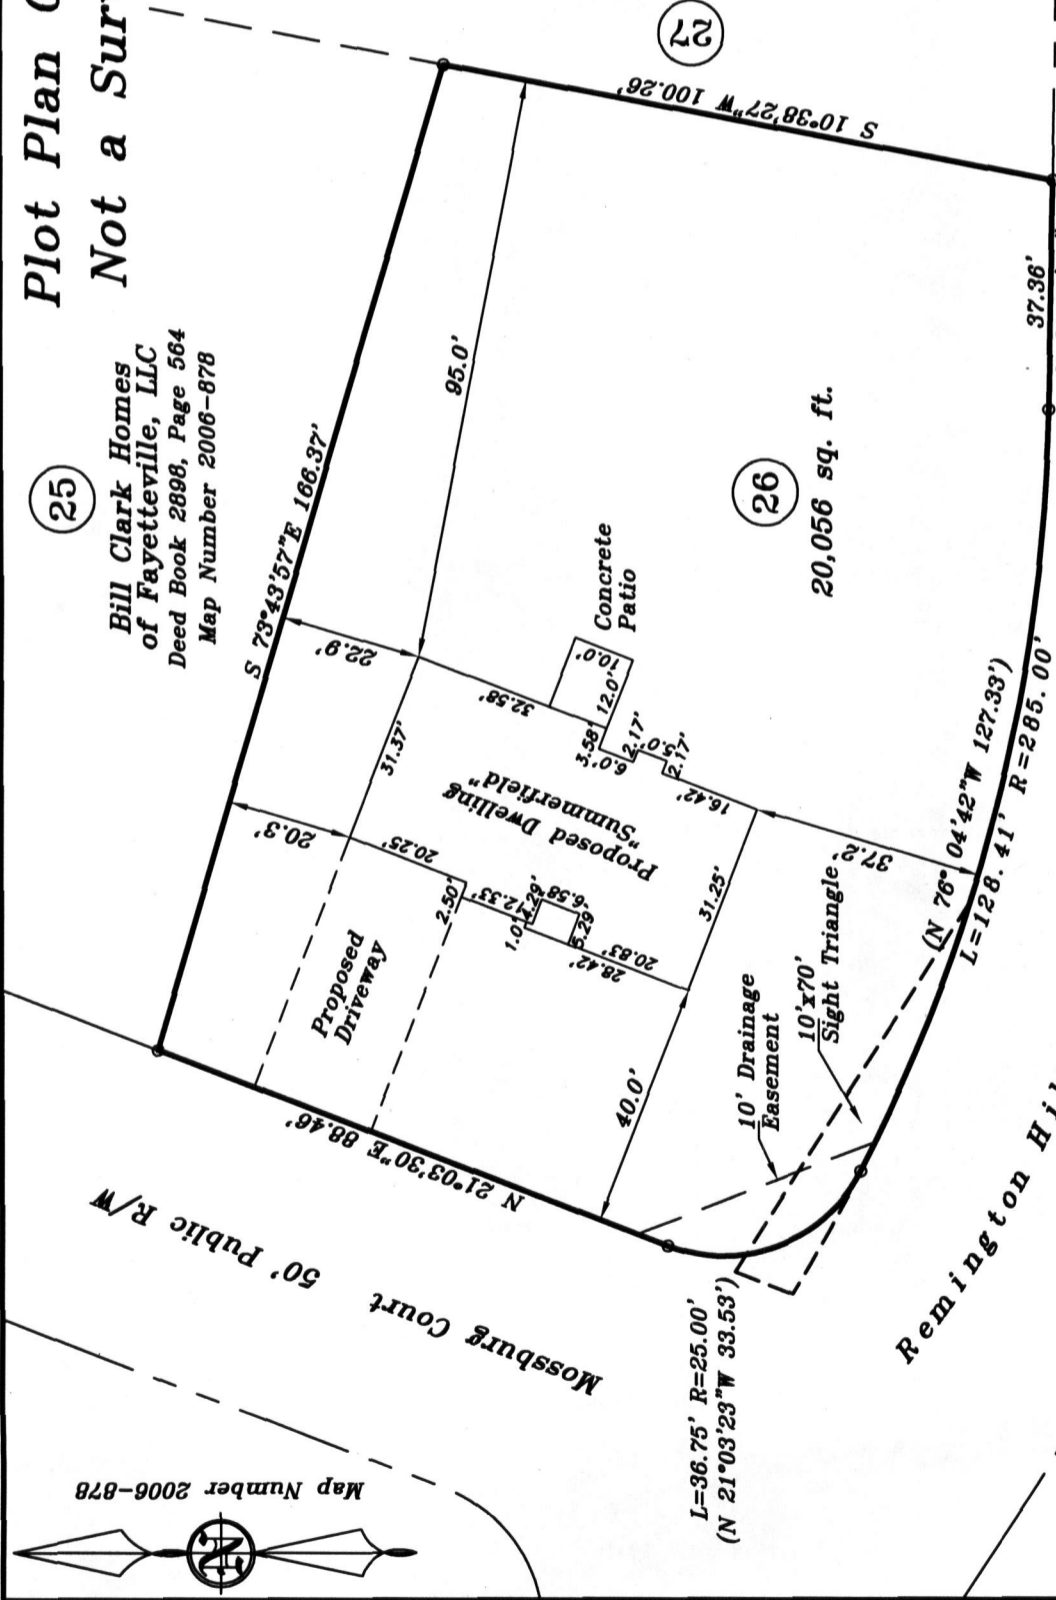 Plot Plan
Not a Sur
25
Bill Clark Homes
of Fayetteville, LLC
Deed Book 2898, Page 564
Map Number 2006-878
27
S 10°38'27"W 100.26'
S 73°43'57"E 166.37'
95.0'
22.9'
20.3'
31.37'
32.58'
Concrete
Patio
10.0'
12.0'
3.58'
6.0'
2.17'
5.0'
2.17'
16.42'
Proposed Dwelling
"Summerfield"
20.25'
2.50'
12.33'
4.29'
6.58'
1.0'
5.29'
28.42'
20.83'
31.25'
37.2'
40.0'
26
20,056 sq. ft.
37.36'
Proposed
Driveway
N 21°03'30"E 88.46'
10' Drainage
Easement
10'x70'
Sight Triangle
(N 76°04'42"W 127.33')
L=128.41' R=285.00'
L=36.75' R=25.00'
(N 21°03'23"W 33.53')
Mossburg Court 50' Public R/W
Remington
Map Number 2006-878
N